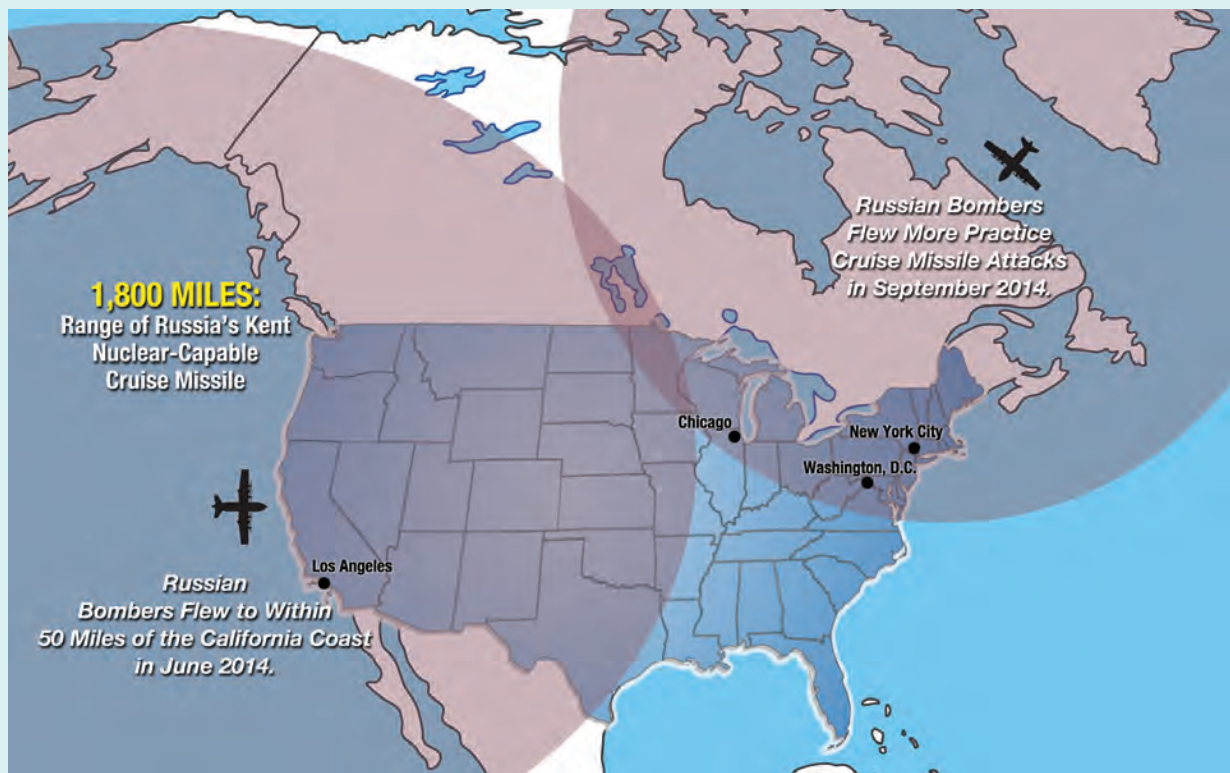 Russian Bombers
Flew More Practice
Cruise Missile Attacks
in September 2014.
1,800 MILES:
Range of Russia's Kent
Nuclear-Capable
Cruise Missile
Chicago
New York City
Washington, D.C.
Los Angeles
Russian
Bombers Flew to Within
50 Miles of the California Coast
in June 2014.